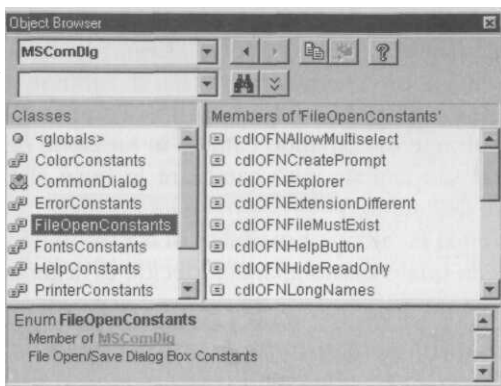 Object Browser
MSComDlg
Classes
<globals>
ColorConstants
CommonDialog
ErrorConstants
FileOpenConstants
FontsConstants
HelpConstants
PrinterConstants
Members of 'FileOpenConstants'
cdlOFNAllowMultiselect
cdlOFNCreatePrompt
cdlOFNExplorer
cdlOFNExtensionDifferent
cdlOFNFileMustExist
cdlOFNHelpButton
cdlOFNHideReadOnly
cdlOFNLongNames
Enum FileOpenConstants
Member of MSComDlg
File Open/Save Dialog Box Constants